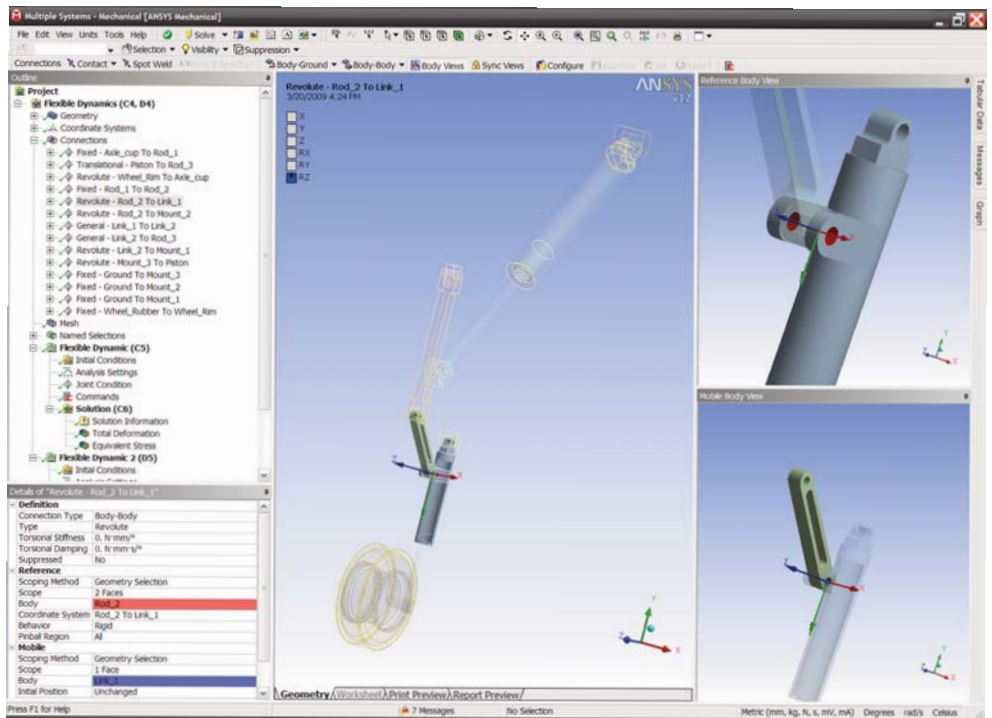 Multiple Systems - Mechanical [ANSYS Mechanical]
File Edit View Units Tools Help Solve
Selection Visibility Suppression
Connections Contact Spot Weld Body-Ground Body-Body Body Views Sync Views Configure
Outline
Project
Flexible Dynamics (C4, D4)
Geometry
Coordinate Systems
Connections
Fixed - Axle_cup To Rod_1
Translational - Piston To Rod_3
Revolute - Wheel_Rim To Axle_cup
Fixed - Rod_1 To Rod_2
Revolute - Rod_2 To Link_1
Revolute - Rod_2 To Mount_2
General - Link_1 To Link_2
General - Link_2 To Rod_3
Revolute - Link_2 To Mount_1
Revolute - Mount_3 To Piston
Fixed - Ground To Mount_3
Fixed - Ground To Mount_2
Fixed - Ground To Mount_1
Fixed - Wheel_Rubber To Wheel_Rim
Mesh
Named Selections
Flexible Dynamic (C5)
Initial Conditions
Analysis Settings
Joint Condition
Commands
Solution (C6)
Solution Information
Total Deformation
Equivalent Stress
Flexible Dynamic 2 (D5)
Initial Conditions
Details of "Revolute - Rod_2 To Link_1"
Definition
Connection Type Body-Body
Type Revolute
Torsional Stiffness 0. N·mm/°
Torsional Damping 0. N·mm·s/°
Suppressed No
Reference
Scoping Method Geometry Selection
Scope 2 Faces
Body Rod_2
Coordinate System Rod_2 To Link_1
Behavior Rigid
Pinball Region All
Mobile
Scoping Method Geometry Selection
Scope 1 Face
Body Link_1
Initial Position Unchanged
Revolute - Rod_2 To Link_1
3/20/2009 4:24 PM
X
Y
Z
RX
RY
RZ
ANSYS
v12
Z
X
Y
Z
X
Geometry Worksheet Print Preview Report Preview
Reference Body View
Y
Z
X
Mobile Body View
Y
Z
X
Tabular Data
Messages
Graph
Press F1 for Help 7 Messages No Selection Metric (mm, kg, N, s, mV, mA) Degrees rad/s Celsius